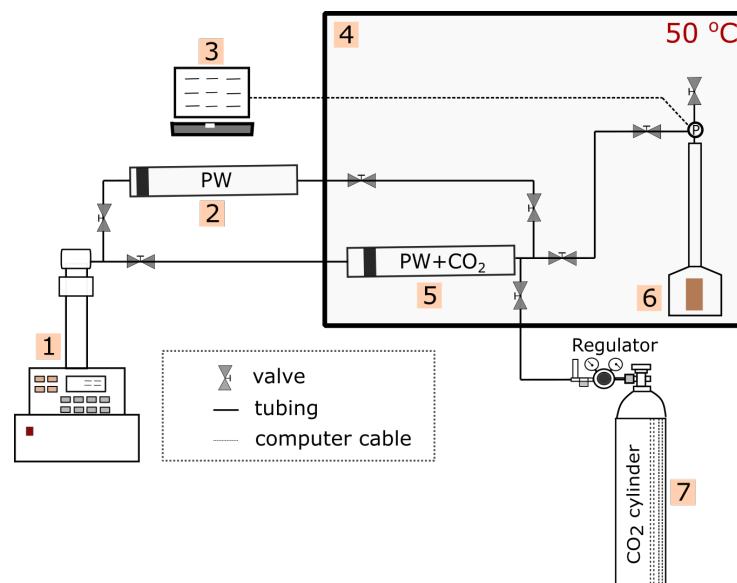 3
4
50 °C
P
PW
2
PW+CO₂
5
6
1
Regulator
valve
tubing
computer cable
7
CO2 cylinder